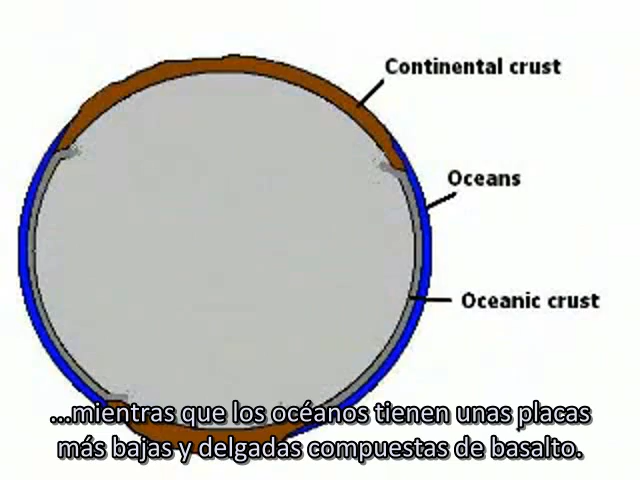 Continental crust
Oceans
Oceanic crust
...mientras que los océanos tienen unas placas
más bajas y delgadas compuestas de basalto.